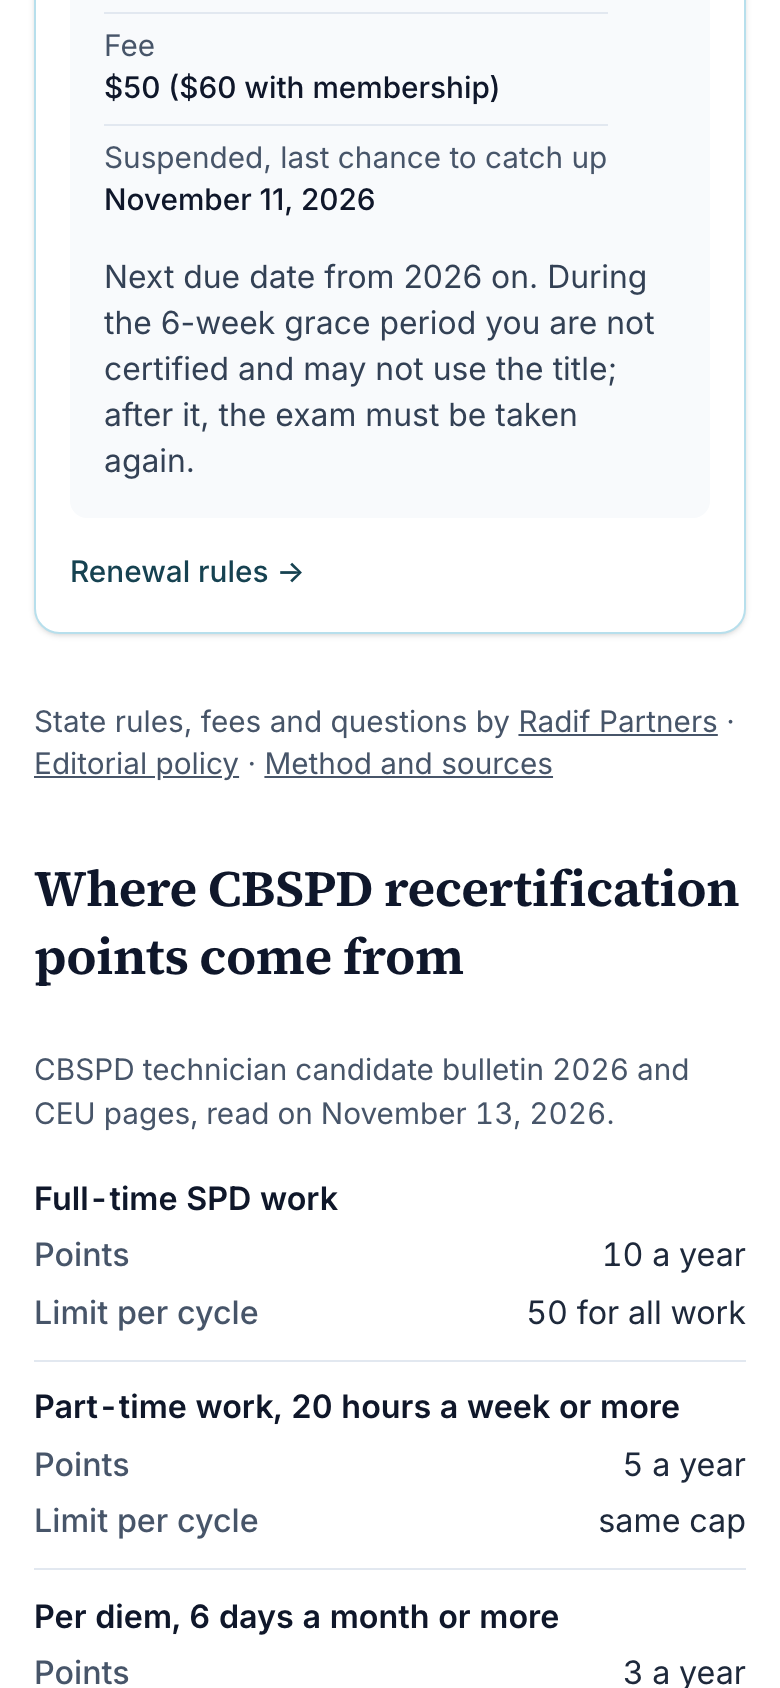 Fee
$50 ($60 with membership)
Suspended, last chance to catch up
November 11, 2026
Next due date from 2026 on. During
the 6-week grace period you are not
certified and may not use the title;
after it, the exam must be taken
again.
Renewal rules →
State rules, fees and questions by Radif Partners ·
Editorial policy · Method and sources
Where CBSPD recertification
points come from
CBSPD technician candidate bulletin 2026 and
CEU pages, read on November 13, 2026.
Full-time SPD work
Points 10 a year
Limit per cycle 50 for all work
Part-time work, 20 hours a week or more
Points 5 a year
Limit per cycle same cap
Per diem, 6 days a month or more
Points 3 a year